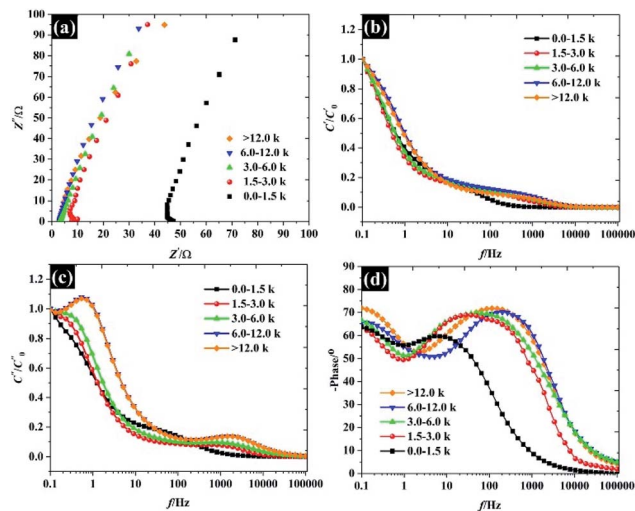 (a)
Z''/Ω
100
90
80
70
60
50
40
30
20
10
0
0 10 20 30 40 50 60 70 80 90 100
Z'/Ω
>12.0 k
6.0-12.0 k
3.0-6.0 k
1.5-3.0 k
0.0-1.5 k
(b)
C'/C'₀
1.2
1.0
0.8
0.6
0.4
0.2
0.0
0.1 1 10 100 1000 10000 100000
f/Hz
0.0-1.5 k
1.5-3.0 k
3.0-6.0 k
6.0-12.0 k
>12.0 k
(c)
C''/C''₀
1.2
1.0
0.8
0.6
0.4
0.2
0.0
0.1 1 10 100 1000 10000 100000
f/Hz
0.0-1.5 k
1.5-3.0 k
3.0-6.0 k
6.0-12.0 k
>12.0 k
(d)
-Phase/°
90
80
70
60
50
40
30
20
10
0
0.1 1 10 100 1000 10000 100000
f/Hz
>12.0 k
6.0-12.0 k
3.0-6.0 k
1.5-3.0 k
0.0-1.5 k